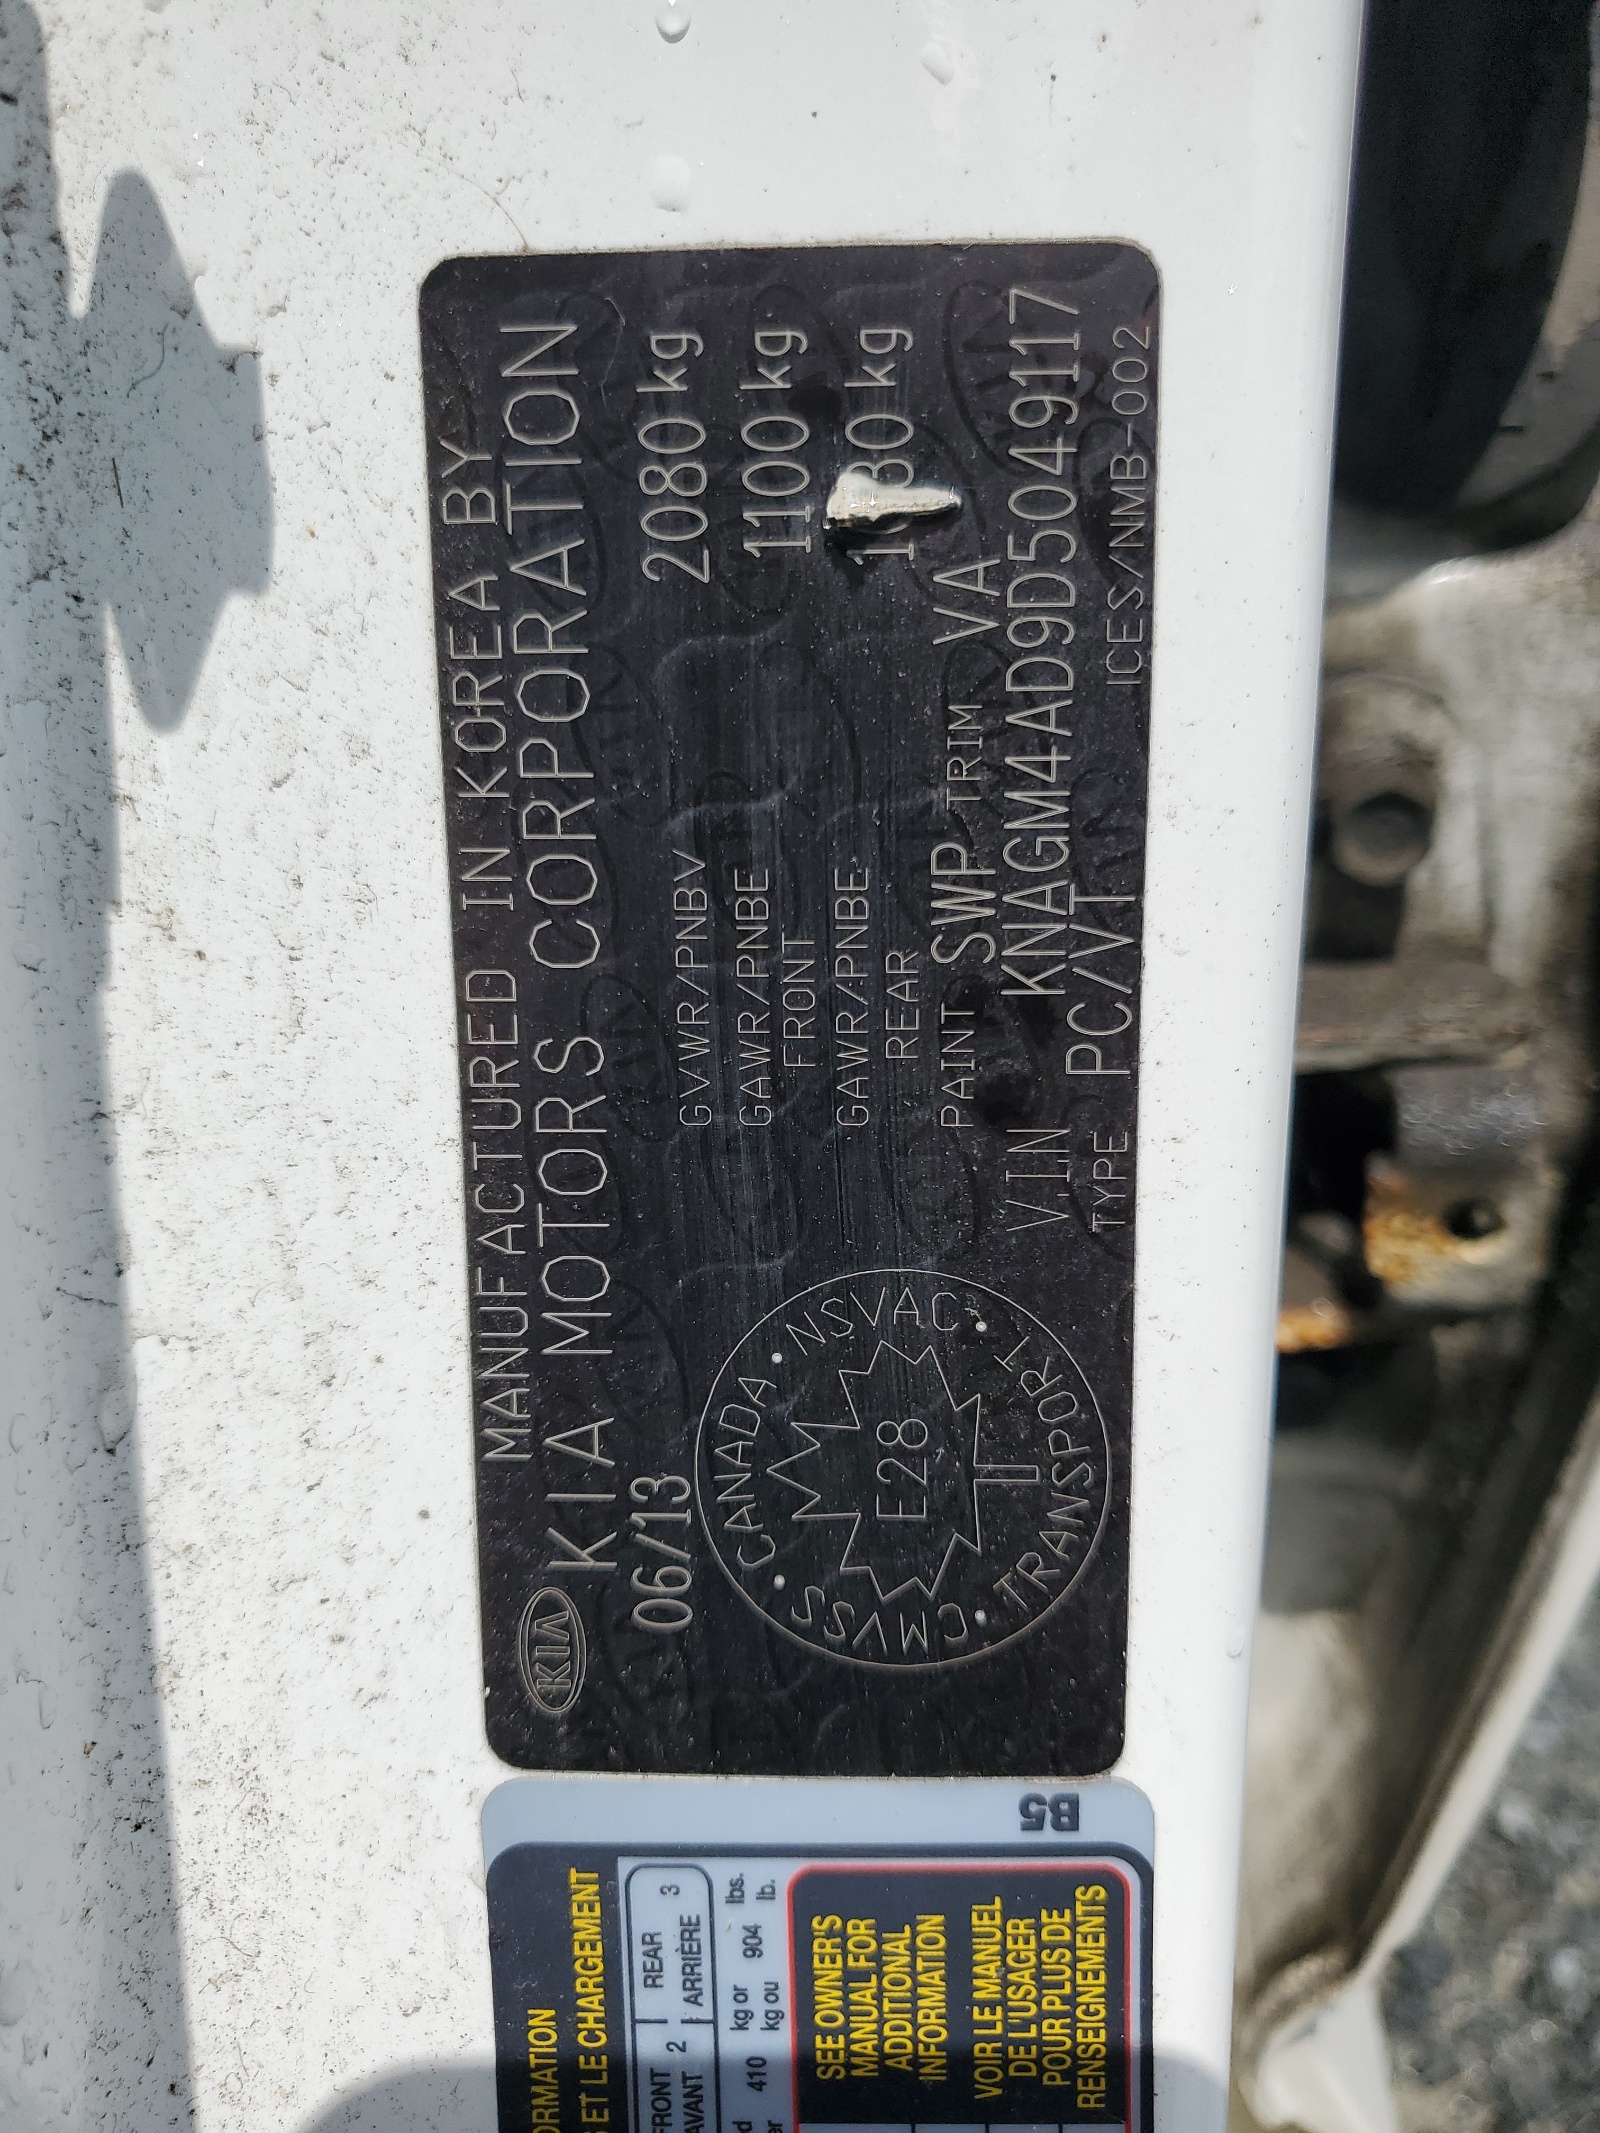 MANUFACTURED IN KOREA BY
KIA KIA MOTORS CORPORATION
06/13
GVWR/PNBV 2080 kg
GAWR/PNBE 1100 kg
FRONT
GAWR/PNBE kg
REAR
PAINT SWP TRIM VA
V.I.N KNAGM4AD9D5049117
TYPE PC/VT ICES/NMB-002
CANADA · NSVAC · TRANSPORT · CMVSS ·
E28
B5
ET LE CHARGEMENT
FRONT 2 REAR 3
AVANT 2 ARRIÈRE
410 kg or 904 lbs.
kg ou lb.
SEE OWNER'S
MANUAL FOR
ADDITIONAL
INFORMATION
VOIR LE MANUEL
DE L'USAGER
POUR PLUS DE
RENSEIGNEMENTS